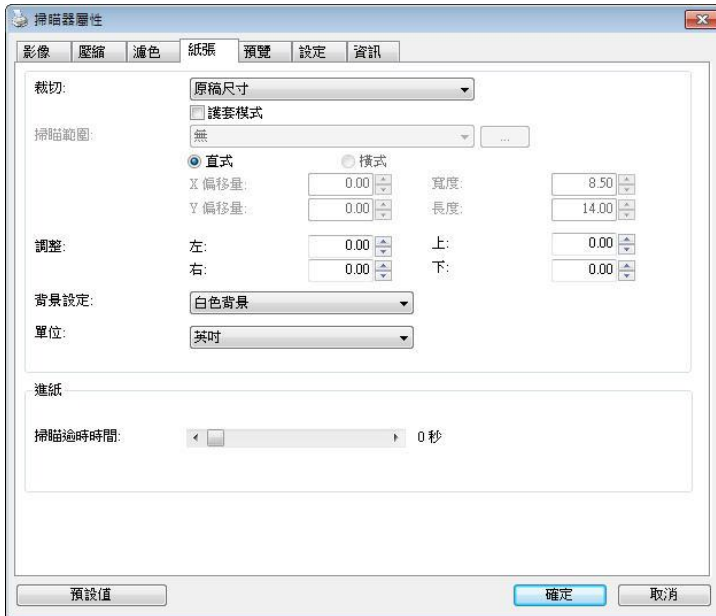 掃瞄器屬性
影像 壓縮 濾色 紙張 預覽 設定 資訊
裁切: 原稿尺寸
護套模式
掃瞄範圍: 無 ...
直式 橫式
X 偏移量: 0.00 寬度: 8.50
Y 偏移量: 0.00 長度: 14.00
調整: 左: 0.00 上: 0.00
右: 0.00 下: 0.00
背景設定: 白色背景
單位: 英吋
進紙
掃瞄逾時時間: 0 秒
預設值 確定 取消